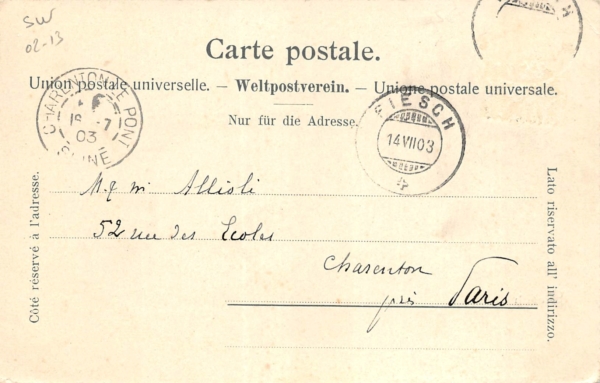 SW
02-13
Carte postale.
Union postale universelle. - Weltpostverein. - Unione postale universale.
Nur für die Adresse.
CHARENTON-LE-PONT
03
SEINE
FIESCH
14 VII 03
SCH
Côté réservé à l'adresse.
Lato riservato all' indirizzo.
Allioli
52 rue des Ecoles
Charenton
près Paris